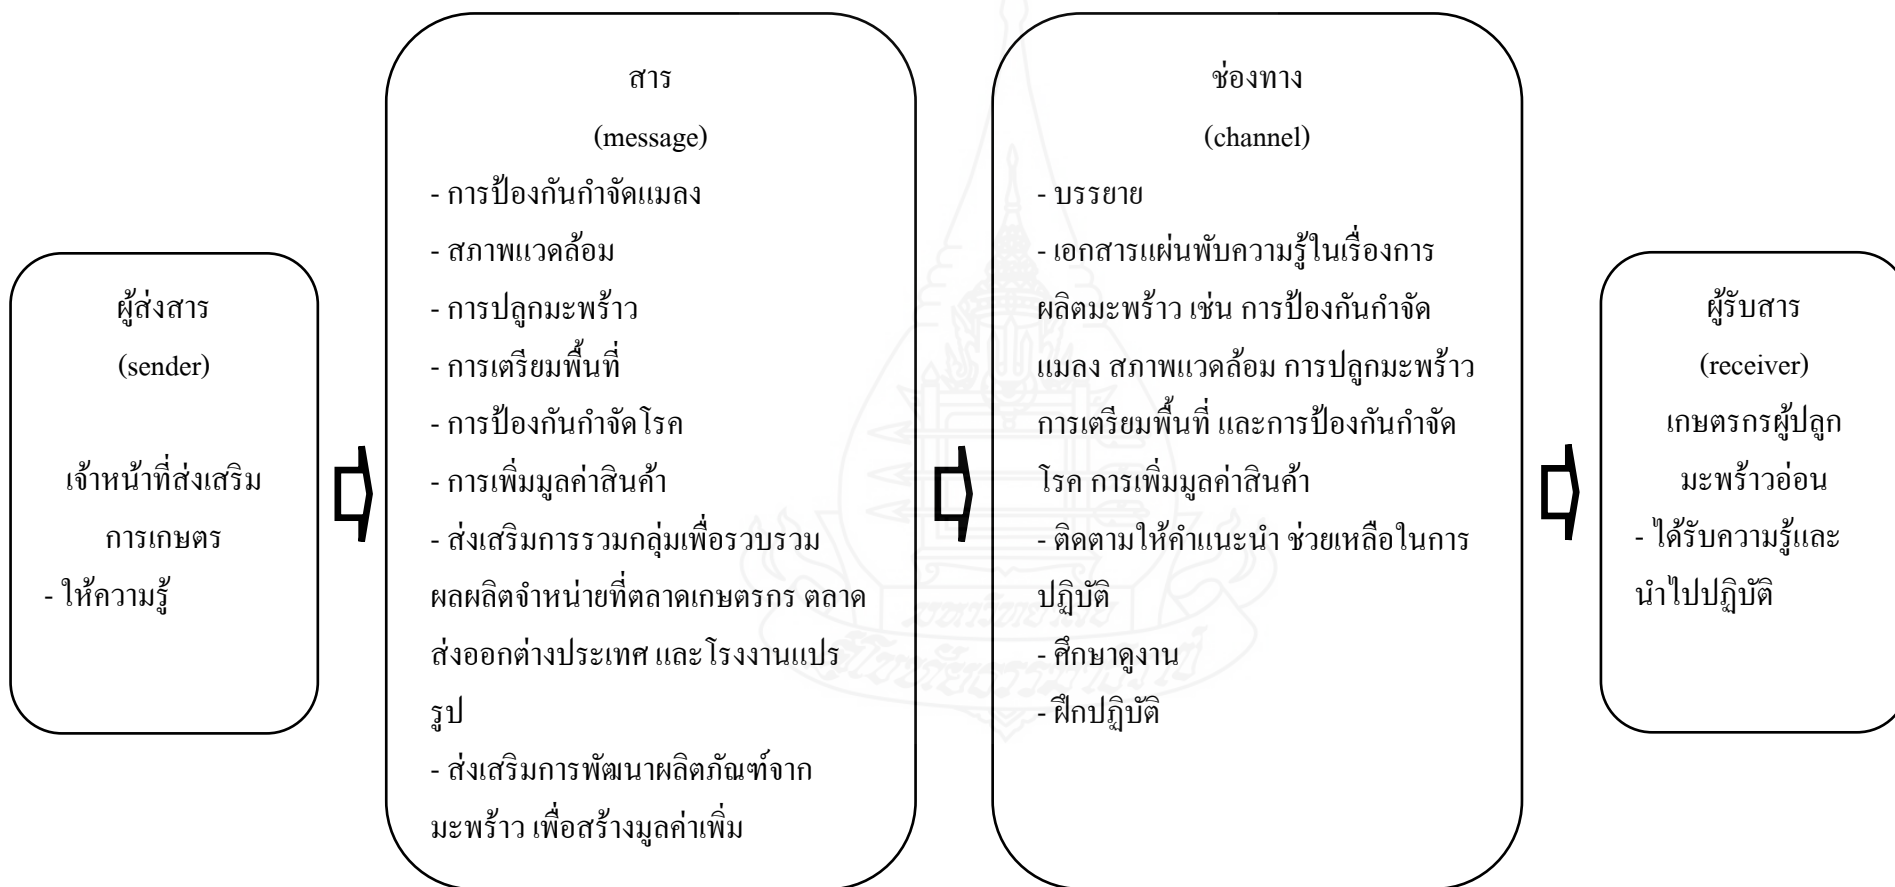 ผู้ส่งสาร
(sender)
เจ้าหน้าที่ส่งเสริม
การเกษตร
- ให้ความรู้
สาร
(message)
- การป้องกันกำจัดแมลง
- สภาพแวดล้อม
- การปลูกมะพร้าว
- การเตรียมพื้นที่
- การป้องกันกำจัดโรค
- การเพิ่มมูลค่าสินค้า
- ส่งเสริมการรวมกลุ่มเพื่อรวบรวม
ผลผลิตจำหน่ายที่ตลาดเกษตรกร ตลาด
ส่งออกต่างประเทศ และโรงงานแปร
รูป
- ส่งเสริมการพัฒนาผลิตภัณฑ์จาก
มะพร้าว เพื่อสร้างมูลค่าเพิ่ม
ช่องทาง
(channel)
- บรรยาย
- เอกสารแผ่นพับความรู้ในเรื่องการ
ผลิตมะพร้าว เช่น การป้องกันกำจัด
แมลง สภาพแวดล้อม การปลูกมะพร้าว
การเตรียมพื้นที่ และการป้องกันกำจัด
โรค การเพิ่มมูลค่าสินค้า
- ติดตามให้คำแนะนำ ช่วยเหลือในการ
ปฏิบัติ
- ศึกษาดูงาน
- ฝึกปฏิบัติ
ผู้รับสาร
(receiver)
เกษตรกรผู้ปลูก
มะพร้าวอ่อน
- ได้รับความรู้และ
นำไปปฏิบัติ
มหาวิทยาลัย
สุโขทัยธรรมาธิราช